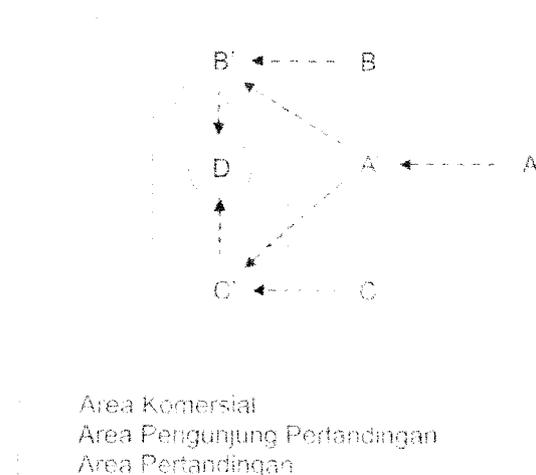 B' B
D A' A
C' C
Area Komersial
Area Pengunjung Pertandingan
Area Pertandingan